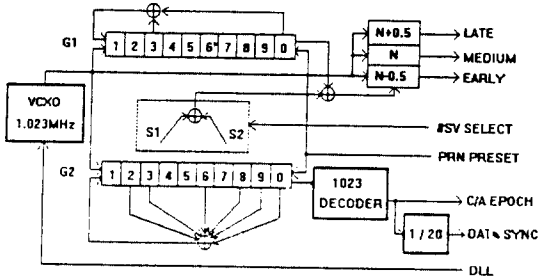 G1
1 2 3 4 5 6 7 8 9 0
N+0.5
N
N-0.5
LATE
MEDIUM
EARLY
VCXO
1.023MHz
S1
S2
#SV SELECT
PRN PRESET
G2
1 2 3 4 5 6 7 8 9 0
1023
DECODER
C/A EPOCH
1/20
DATA SYNC
DLL